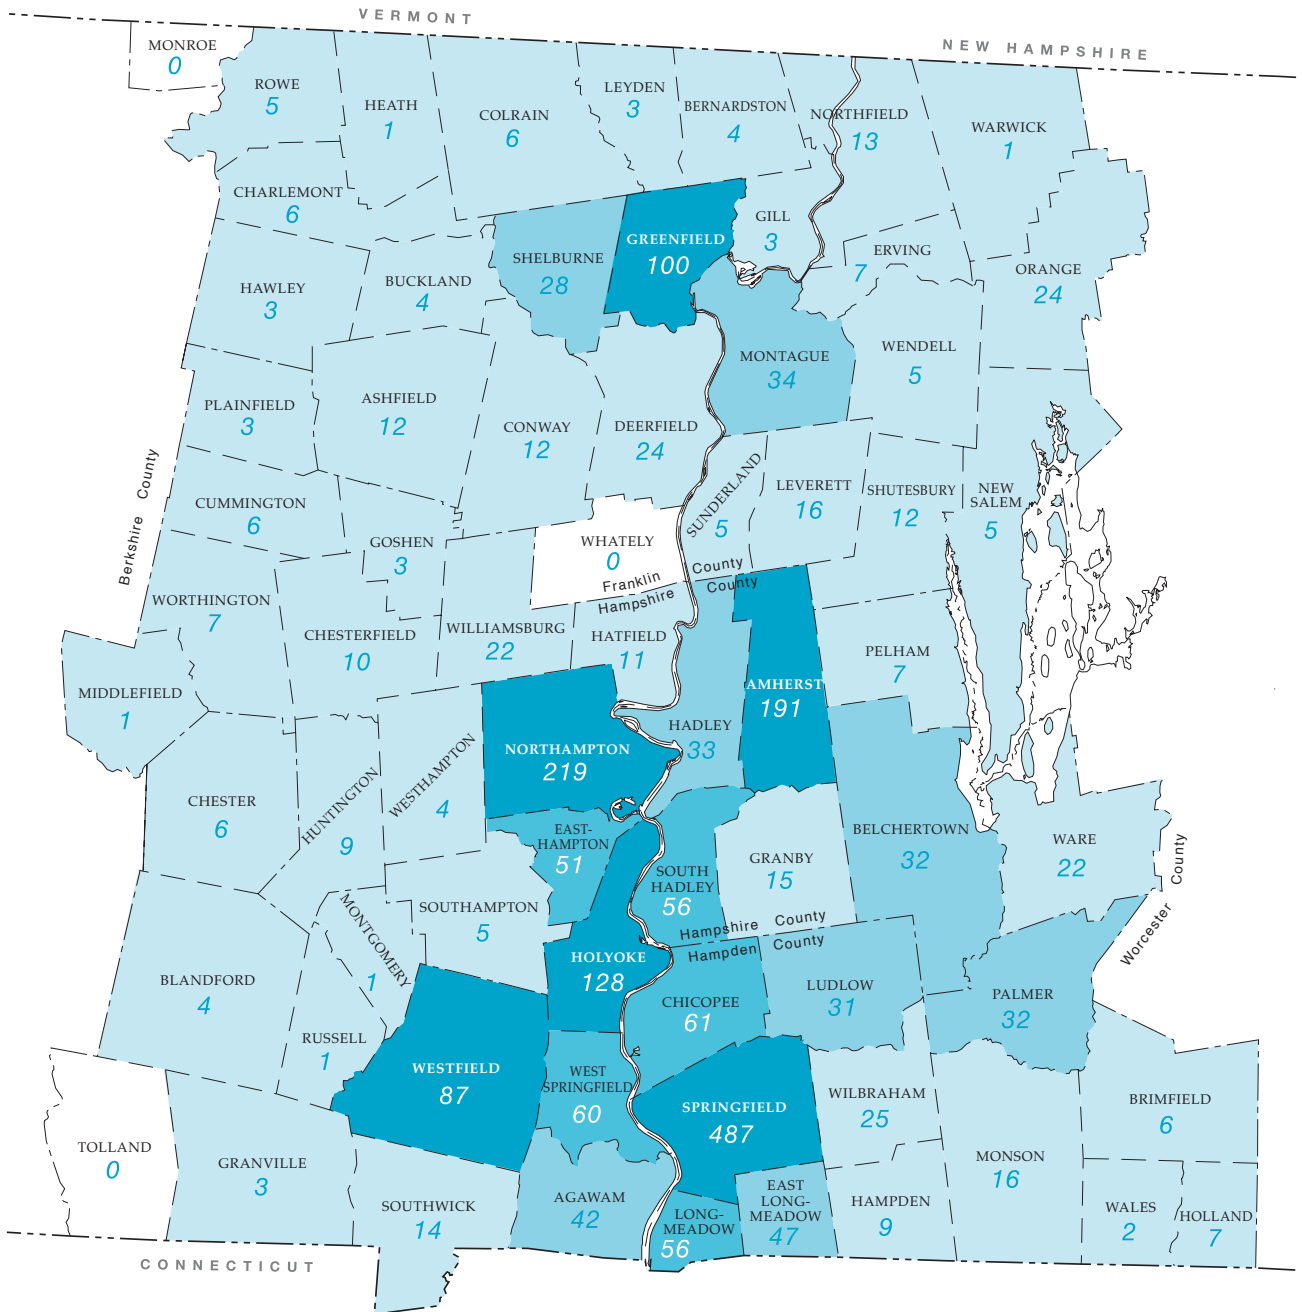 VERMONT
NEW HAMPSHIRE
MONROE
0
ROWE
5
HEATH
1
COLRAIN
6
LEYDEN
3
BERNARDSTON
4
NORTHFIELD
13
WARWICK
1
CHARLEMONT
6
SHELBURNE
28
GREENFIELD
100
GILL
3
ERVING
7
ORANGE
24
HAWLEY
3
BUCKLAND
4
MONTAGUE
34
WENDELL
5
PLAINFIELD
3
ASHFIELD
12
CONWAY
12
DEERFIELD
24
SUNDERLAND
5
LEVERETT
16
SHUTESBURY
12
NEW
SALEM
5
Berkshire County
CUMMINGTON
6
GOSHEN
3
WHATELY
0
Franklin County
Hampshire County
WORTHINGTON
7
CHESTERFIELD
10
WILLIAMSBURG
22
HATFIELD
11
PELHAM
7
MIDDLEFIELD
1
AMHERST
191
HADLEY
33
NORTHAMPTON
219
WESTHAMPTON
4
CHESTER
6
HUNTINGTON
9
EAST-
HAMPTON
51
SOUTH
HADLEY
56
GRANBY
15
BELCHERTOWN
32
WARE
22
Worcester County
Hampshire County
Hampden County
SOUTHAMPTON
5
MONTGOMERY
1
HOLYOKE
128
BLANDFORD
4
CHICOPEE
61
LUDLOW
31
PALMER
32
RUSSELL
1
WESTFIELD
87
WEST
SPRINGFIELD
60
SPRINGFIELD
487
WILBRAHAM
25
BRIMFIELD
6
TOLLAND
0
GRANVILLE
3
MONSON
16
SOUTHWICK
14
AGAWAM
42
LONG-
MEADOW
56
EAST
LONG-
MEADOW
47
HAMPDEN
9
WALES
2
HOLLAND
7
CONNECTICUT